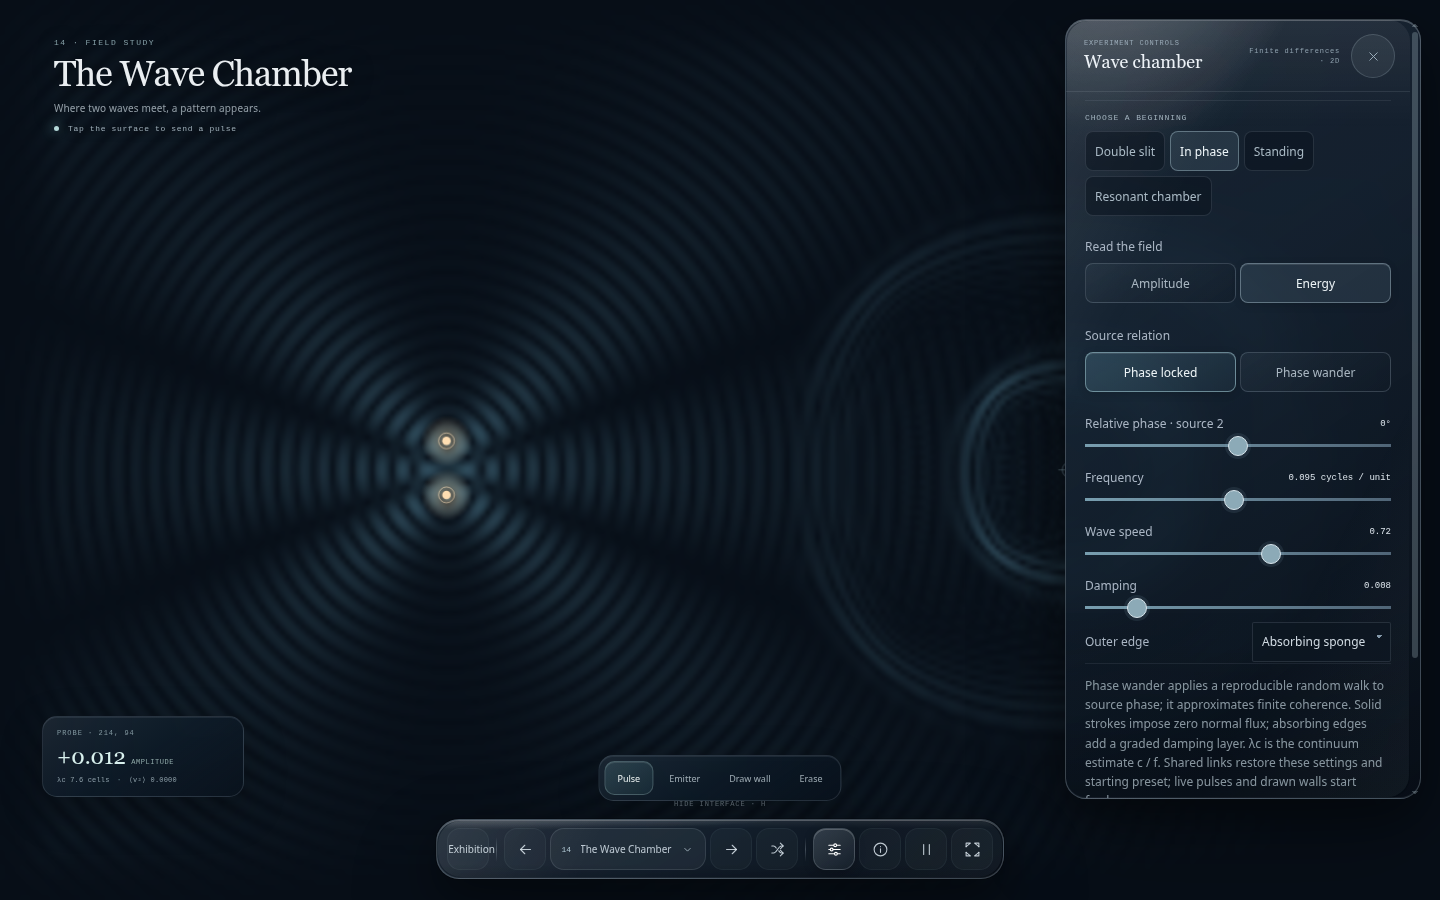 14 · FIELD STUDY
The Wave Chamber
Where two waves meet, a pattern appears.
Tap the surface to send a pulse
EXPERIMENT CONTROLS
Wave chamber
Finite differences
· 2D
CHOOSE A BEGINNING
Double slit
In phase
Standing
Resonant chamber
Read the field
Amplitude
Energy
Source relation
Phase locked
Phase wander
Relative phase · source 2
0°
Frequency
0.095 cycles / unit
Wave speed
0.72
Damping
0.008
Outer edge
Absorbing sponge
Phase wander applies a reproducible random walk to
source phase; it approximates finite coherence. Solid
strokes impose zero normal flux; absorbing edges
add a graded damping layer. λc is the continuum
estimate c / f. Shared links restore these settings and
starting preset; live pulses and drawn walls start
PROBE · 214, 94
+0.012 AMPLITUDE
λc 7.6 cells · ⟨v²⟩ 0.0000
Pulse
Emitter
Draw wall
Erase
HIDE INTERFACE · H
Exhibition
14 The Wave Chamber